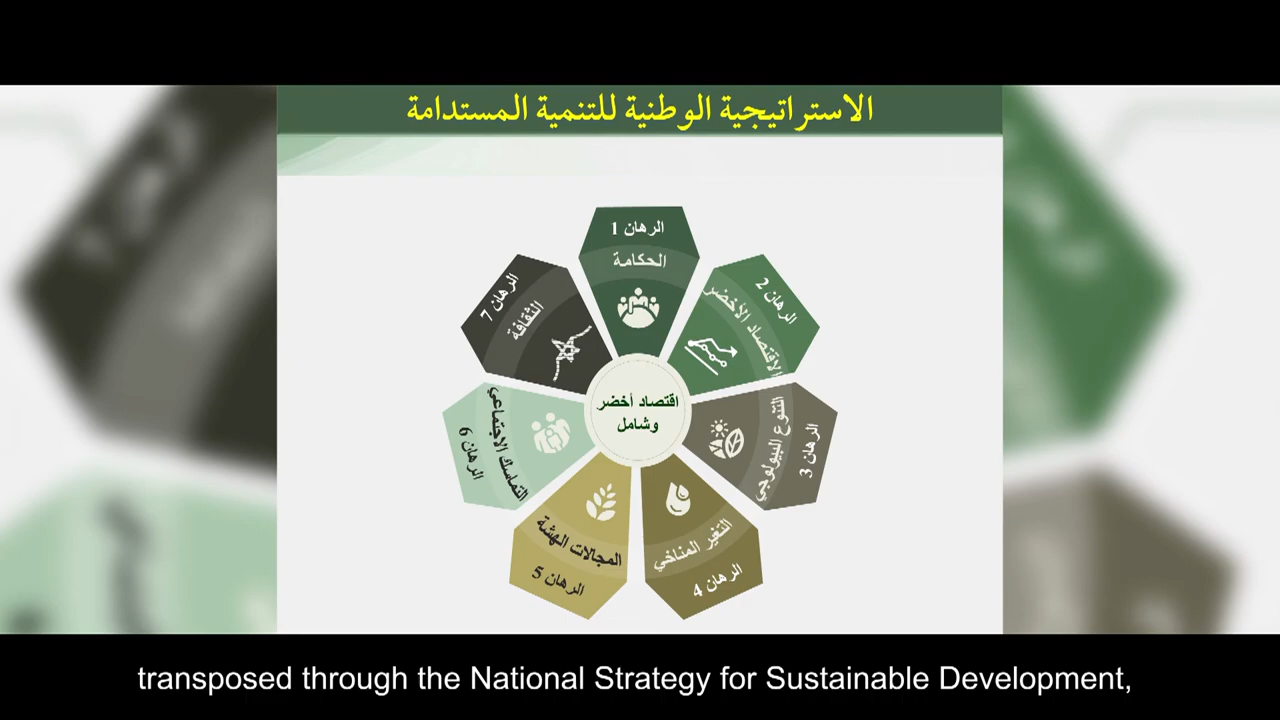 الاستراتيجية الوطنية للتنمية المستدامة
الرهان 1
الحكامة
الرهان 2
الاقتصاد الأخضر
الرهان 3
التنوع البيولوجي
الرهان 4
التغير المناخي
الرهان 5
المجالات الهشة
الرهان 6
التماسك الاجتماعي
الرهان 7
الثقافة
اقتصاد أخضر
وشامل
transposed through the National Strategy for Sustainable Development,